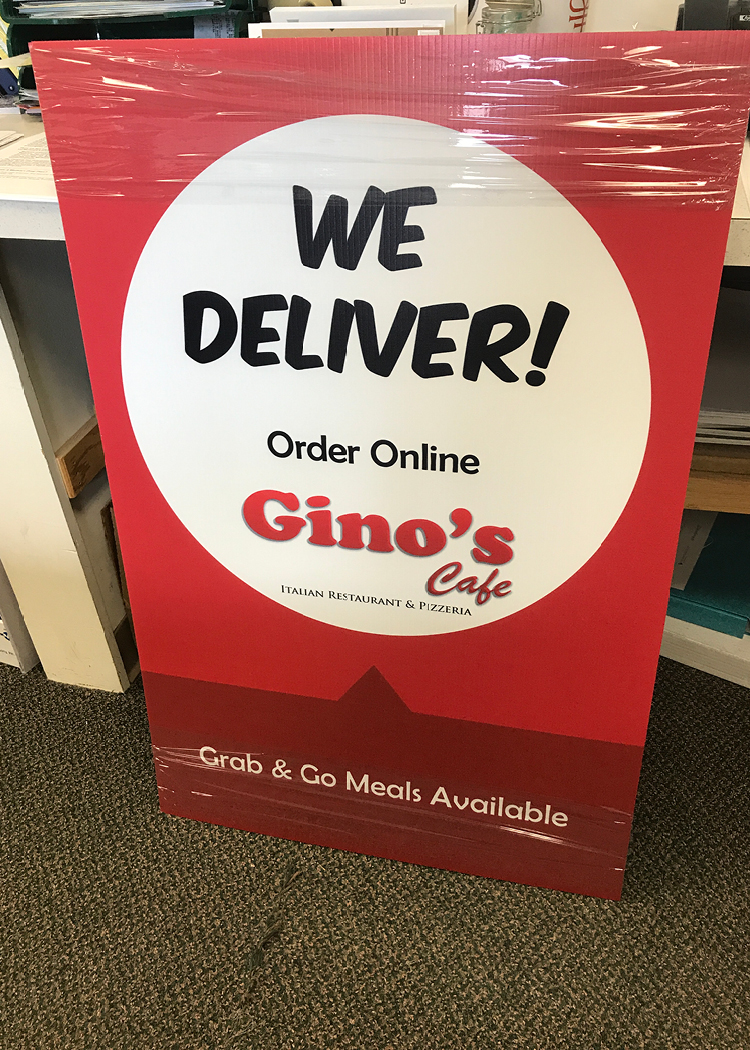 WE
DELIVER!
Order Online
Gino's
Cafe
Italian Restaurant & Pizzeria
Grab & Go Meals Available